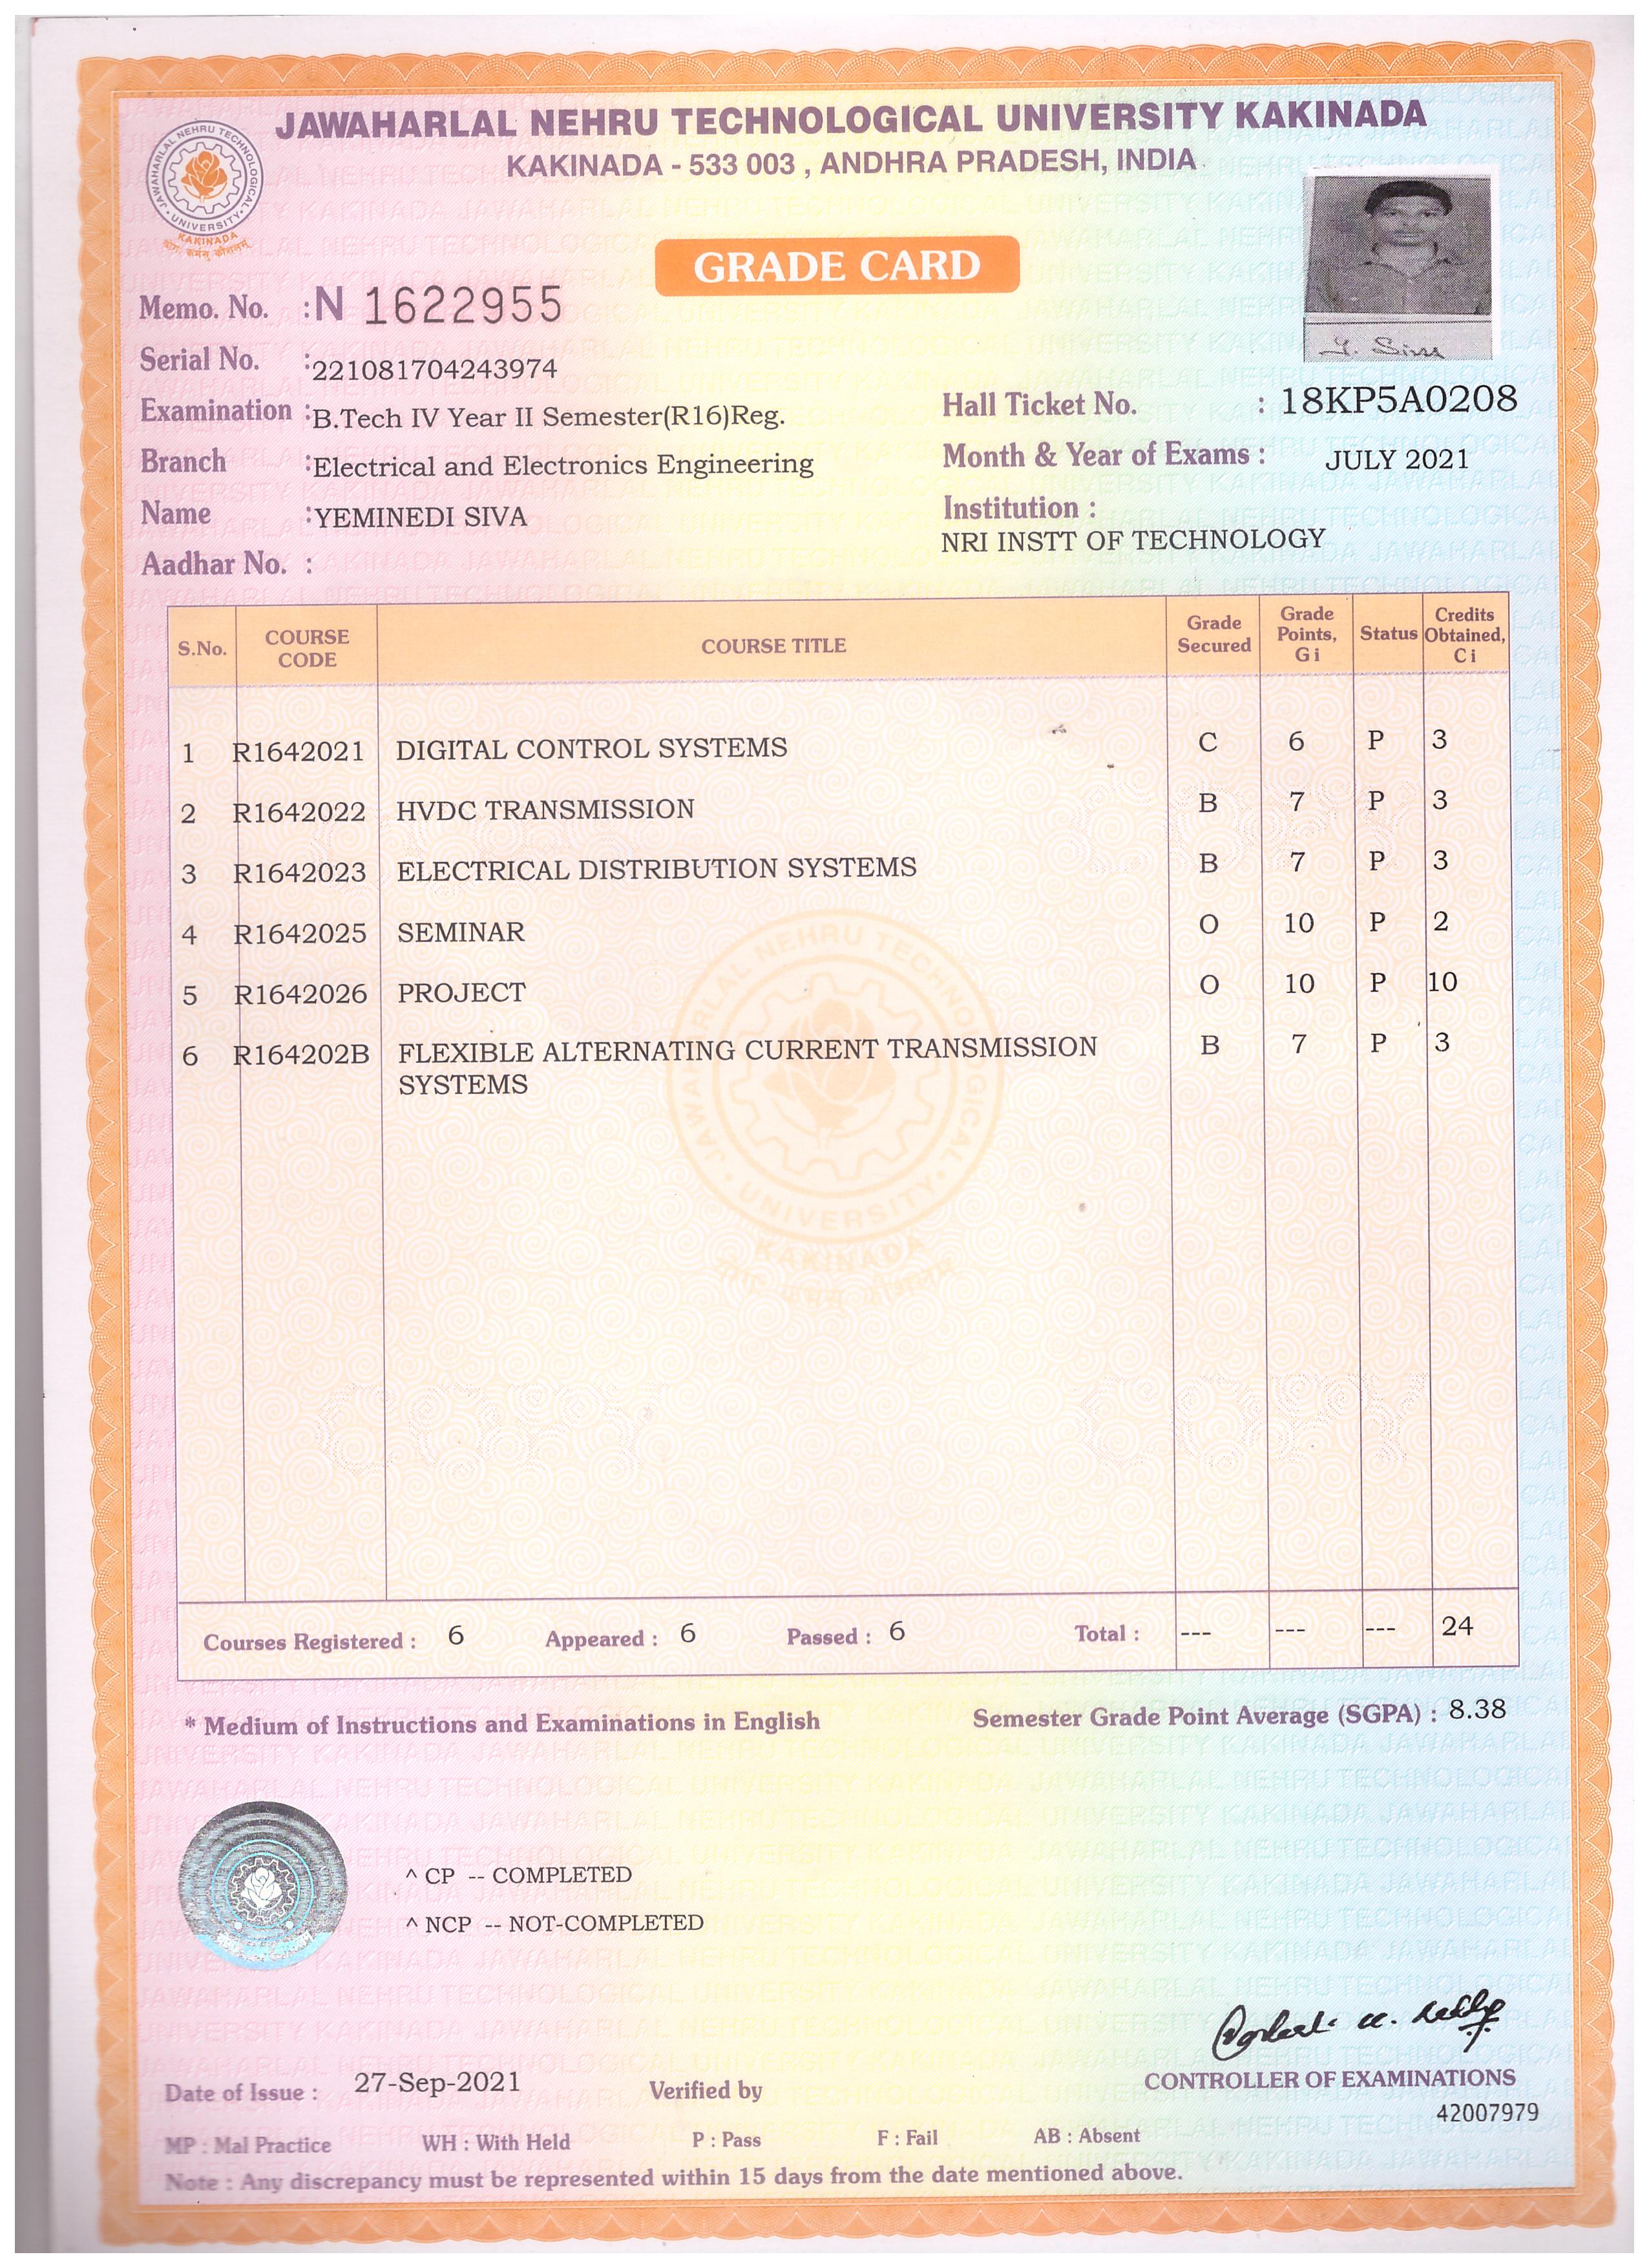 JAWAHARLAL NEHRU TECHNOLOGICAL UNIVERSITY KAKINADA
KAKINADA - 533 003 , ANDHRA PRADESH, INDIA
JAWAHARLAL NEHRU TECHNOLOGICAL UNIVERSITY
KAKINADA
GRADE CARD
Memo. No. : N 1622955
Serial No. : 221081704243974
Examination : B.Tech IV Year II Semester(R16)Reg.
Hall Ticket No. : 18KP5A0208
Branch : Electrical and Electronics Engineering
Month & Year of Exams : JULY 2021
Name : YEMINEDI SIVA
Institution :
NRI INSTT OF TECHNOLOGY
Aadhar No. :
S.No. COURSE CODE COURSE TITLE Grade Secured Grade Points, G i Status Credits Obtained, C i
1 R1642021 DIGITAL CONTROL SYSTEMS C 6 P 3
2 R1642022 HVDC TRANSMISSION B 7 P 3
3 R1642023 ELECTRICAL DISTRIBUTION SYSTEMS B 7 P 3
4 R1642025 SEMINAR O 10 P 2
5 R1642026 PROJECT O 10 P 10
6 R164202B FLEXIBLE ALTERNATING CURRENT TRANSMISSION B 7 P 3
SYSTEMS
Courses Registered : 6 Appeared : 6 Passed : 6 Total : --- --- --- 24
* Medium of Instructions and Examinations in English
Semester Grade Point Average (SGPA) : 8.38
^ CP -- COMPLETED
^ NCP -- NOT-COMPLETED
Date of Issue : 27-Sep-2021
Verified by
CONTROLLER OF EXAMINATIONS
42007979
MP : Mal Practice WH : With Held P : Pass F : Fail AB : Absent
Note : Any discrepancy must be represented within 15 days from the date mentioned above.